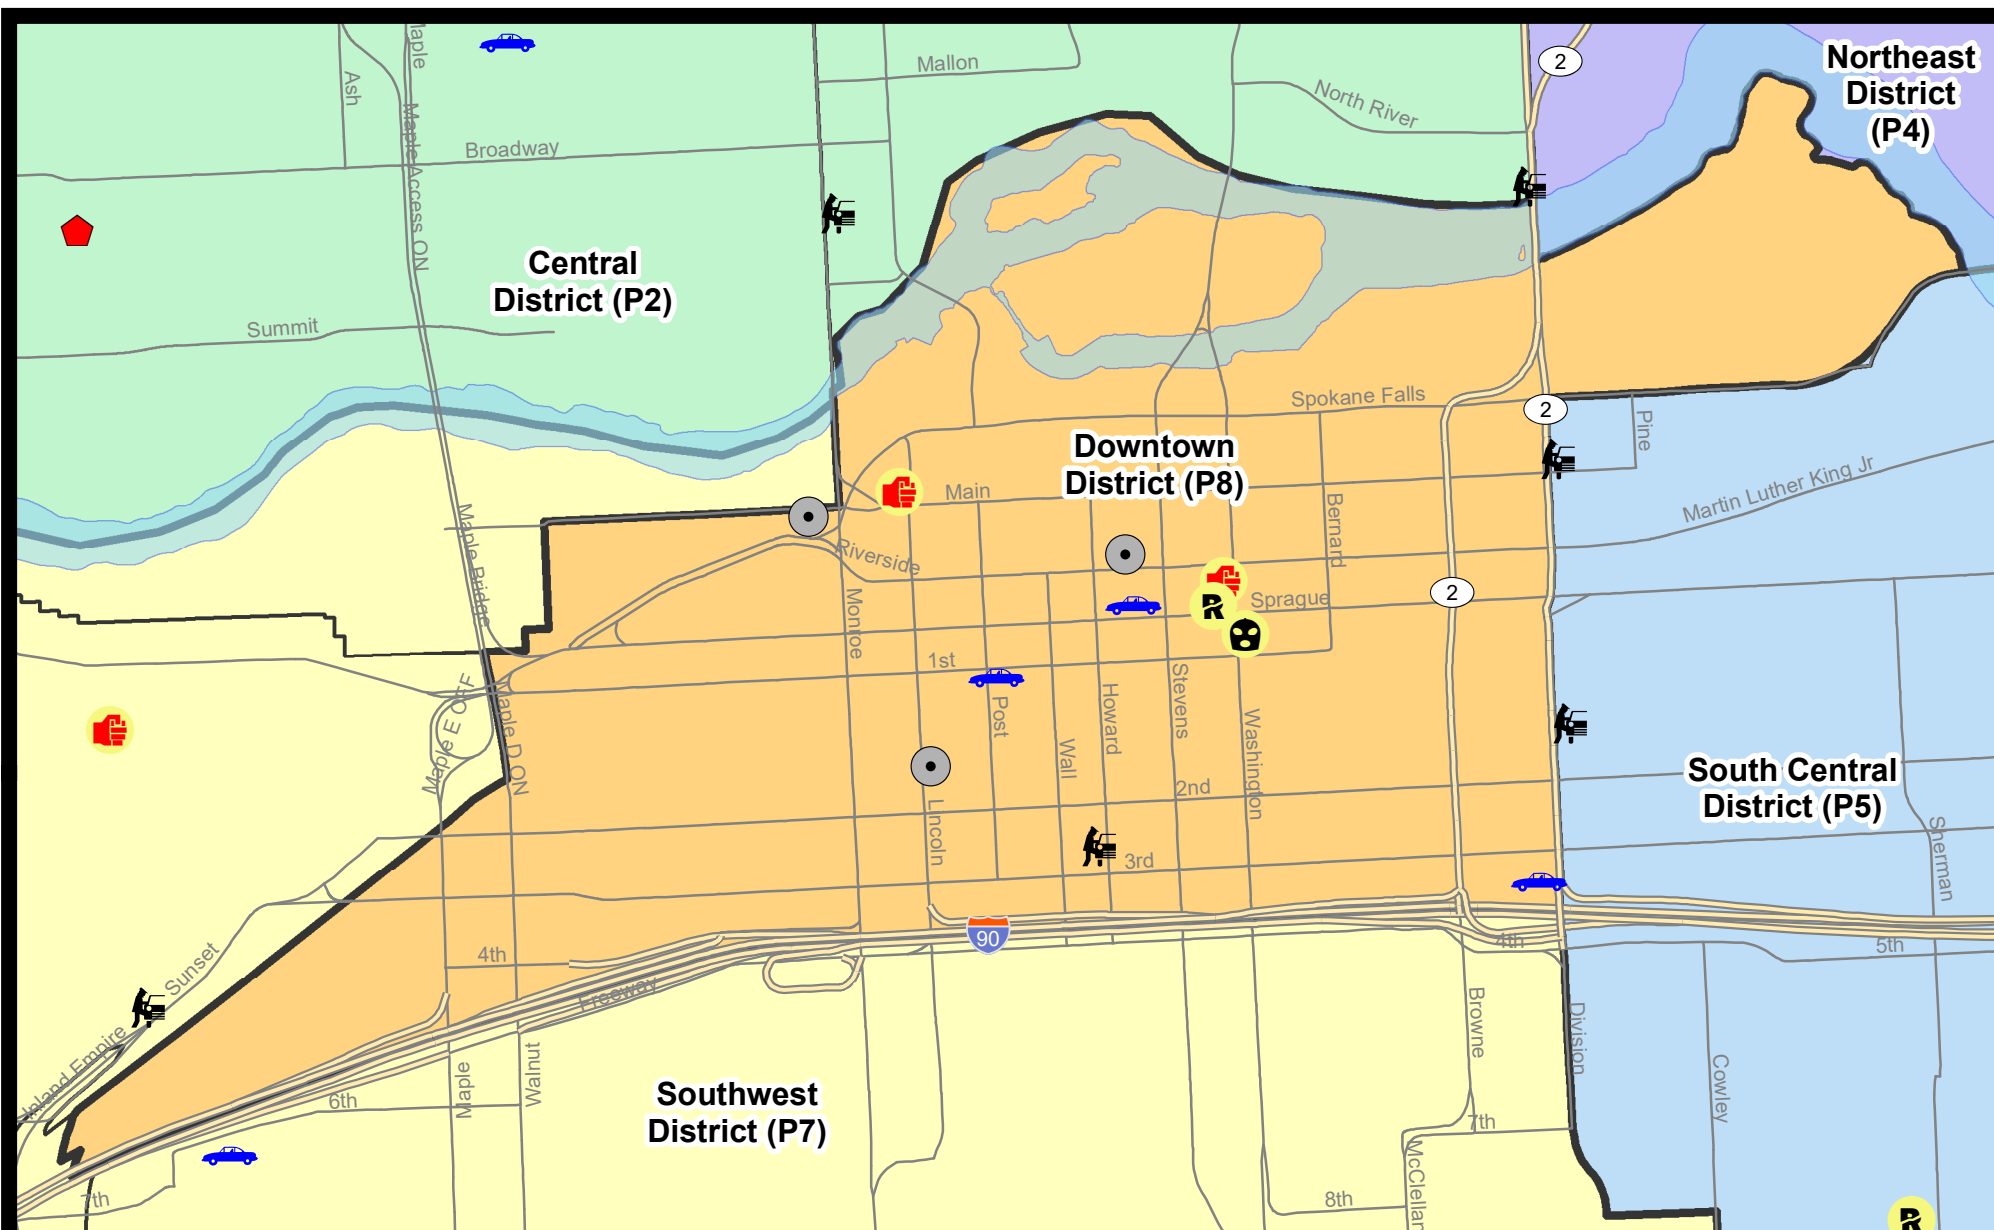 Maple
2
Northeast
District
(P4)
Mallon
Ash
North River
Maple Access ON
Broadway
Central
District (P2)
Summit
Spokane Falls
2
Pine
Downtown
District (P8)
Main
Martin Luther King Jr
Bernard
Maple Bridge
Riverside
2
Sprague
R
Monroe
1st
Stevens
Maple E OFF
Maple D ON
Post
Howard
Washington
Wall
South Central
District (P5)
2nd
Lincoln
Sherman
3rd
90
4th
4th
5th
Sunset
Freeway
Browne
Division
Inland Empire
Walnut
Maple
Cowley
Southwest
District (P7)
6th
7th
McClellan
7th
8th
R